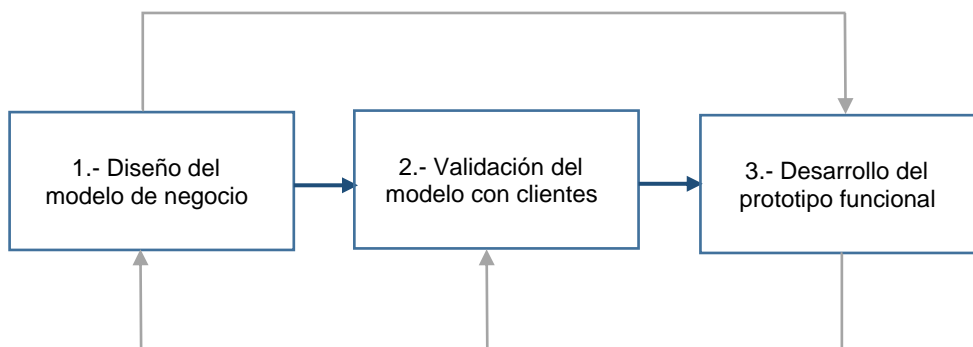 1.- Diseño del
modelo de negocio
2.- Validación del
modelo con clientes
3.- Desarrollo del
prototipo funcional